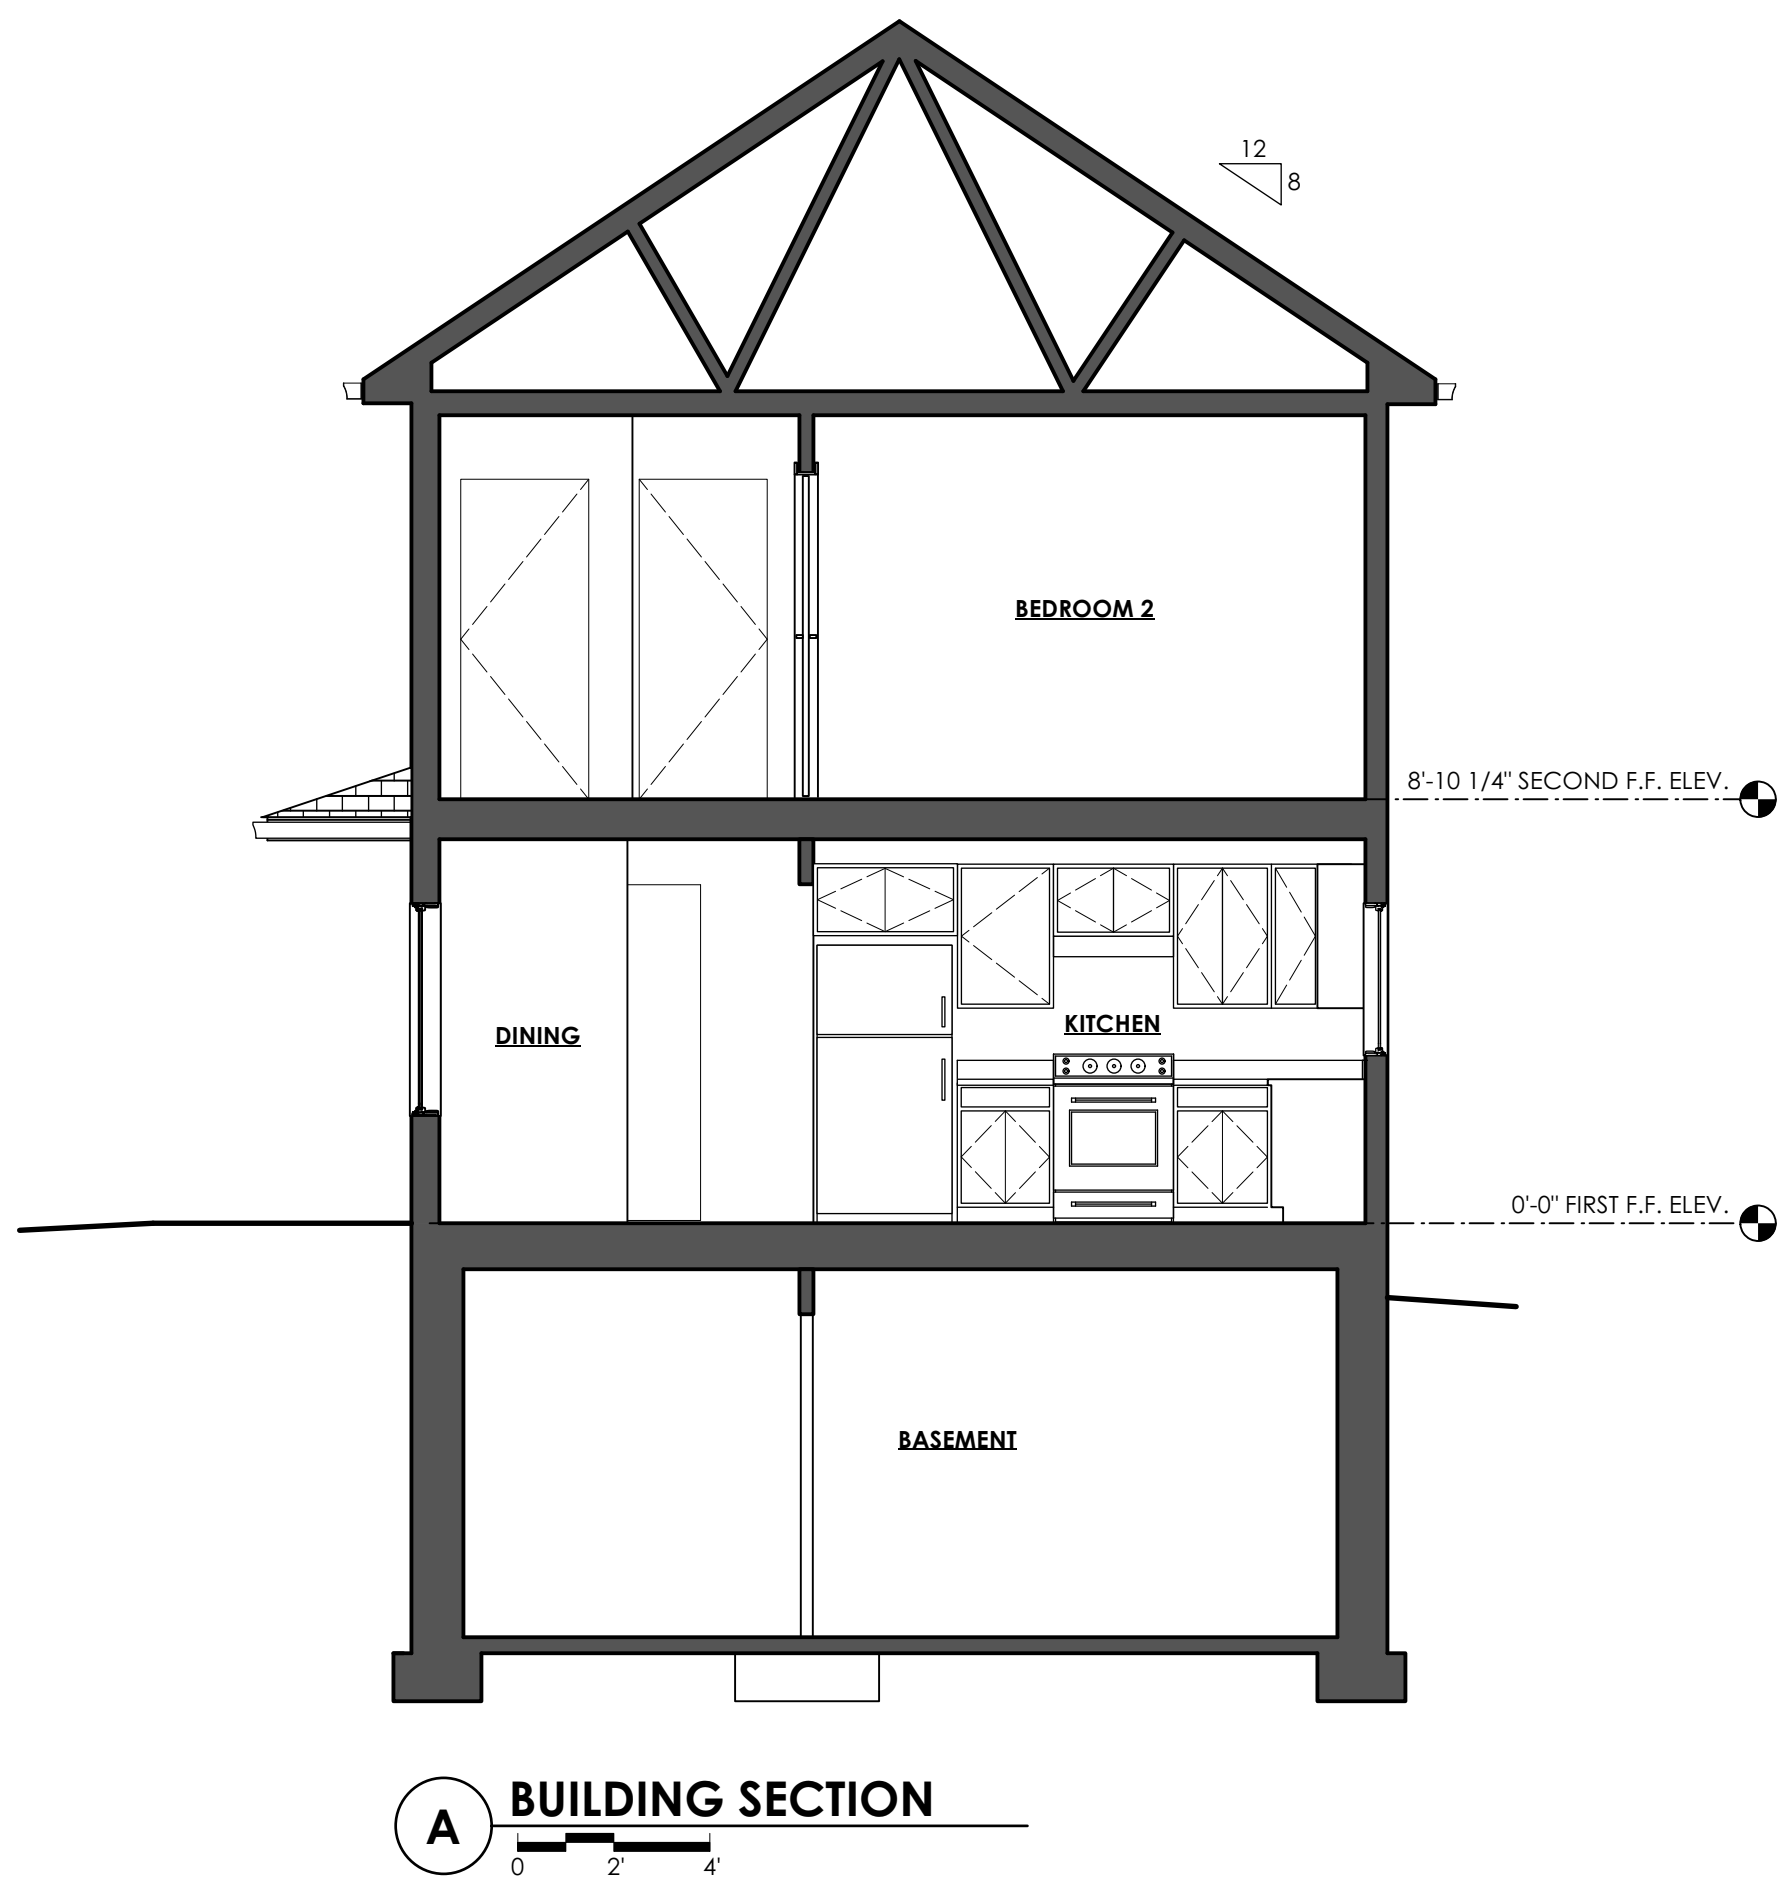 12
8
BEDROOM 2
8'-10 1/4" SECOND F.F. ELEV.
DINING
KITCHEN
0'-0" FIRST F.F. ELEV.
BASEMENT
A
BUILDING SECTION
0 2' 4'